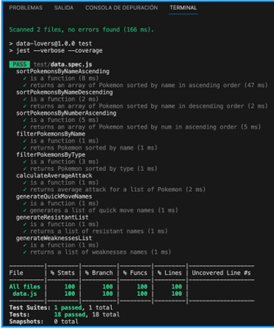 PROBLEMAS SALIDA CONSOLA DE DEPURACIÓN TERMINAL
Scanned 2 files, no errors found (166 ms).
> data-lovers@1.0.0 test
> jest --verbose --coverage
PASS test/data.spec.js
sortPokemonsByNameAscending
✓ is a function (8 ms)
✓ returns an array of Pokemon sorted by name in ascending order (47 ms)
sortPokemonsByNameDescending
✓ is a function (2 ms)
✓ returns an array of Pokemon sorted by name in descending order (2 ms)
sortPokemonsByNumberAscending
✓ is a function (5 ms)
✓ returns an array of Pokemon sorted by num in ascending order (5 ms)
filterPokemonsByName
✓ is a function (1 ms)
✓ returns Pokemon sorted by name (1 ms)
filterPokemonsByType
✓ is a function (3 ms)
✓ returns Pokemon sorted by type (1 ms)
calculateAverageAttack
✓ is a function (1 ms)
✓ returns average attack for a list of Pokemon (2 ms)
generateQuickMoveNames
✓ is a function (1 ms)
✓ generates a list of quick move names (1 ms)
generateResistantList
✓ is a function (1 ms)
✓ returns a list of resistant names (1 ms)
generateWeaknessesList
✓ is a function (1 ms)
✓ returns a list of weaknesses names (1 ms)
File | % Stmts | % Branch | % Funcs | % Lines | Uncovered Line #s
All files | 100 | 100 | 100 | 100 |
data.js | 100 | 100 | 100 | 100 |
Test Suites: 1 passed, 1 total
Tests: 18 passed, 18 total
Snapshots: 0 total